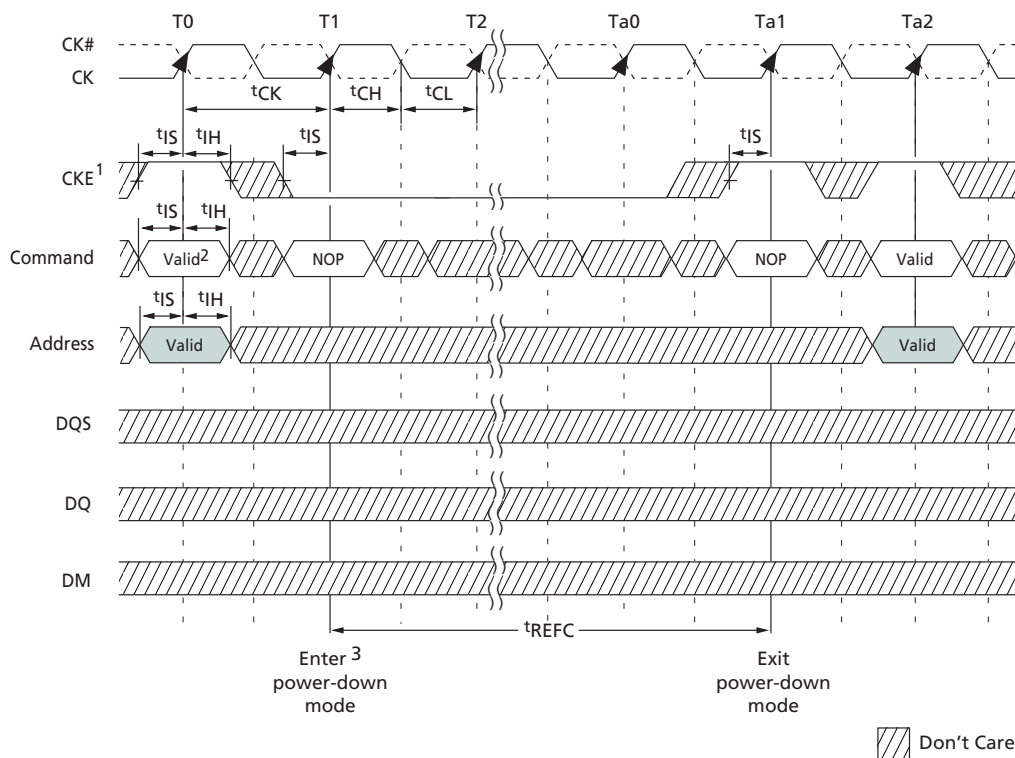 T0 T1 T2 Ta0 Ta1 Ta2
CK#
CK
tCK tCH tCL
tIS tIH tIS tIS
CKE1
tIS tIH
Command Valid2 NOP NOP Valid
tIS tIH
Address Valid Valid
DQS
DQ
DM
tREFC
Enter 3 Exit
power-down power-down
mode mode
Don't Care